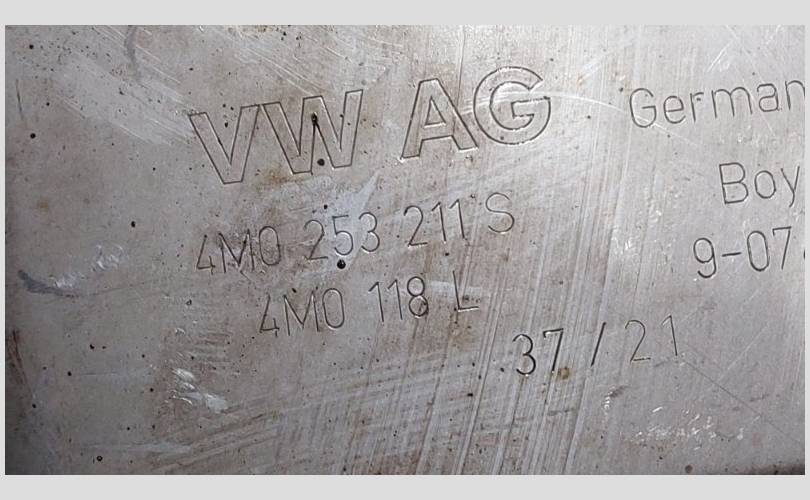 VW AG
German
Boy
4M0 253 211 S
9-07
4M0 118 L
37 / 21